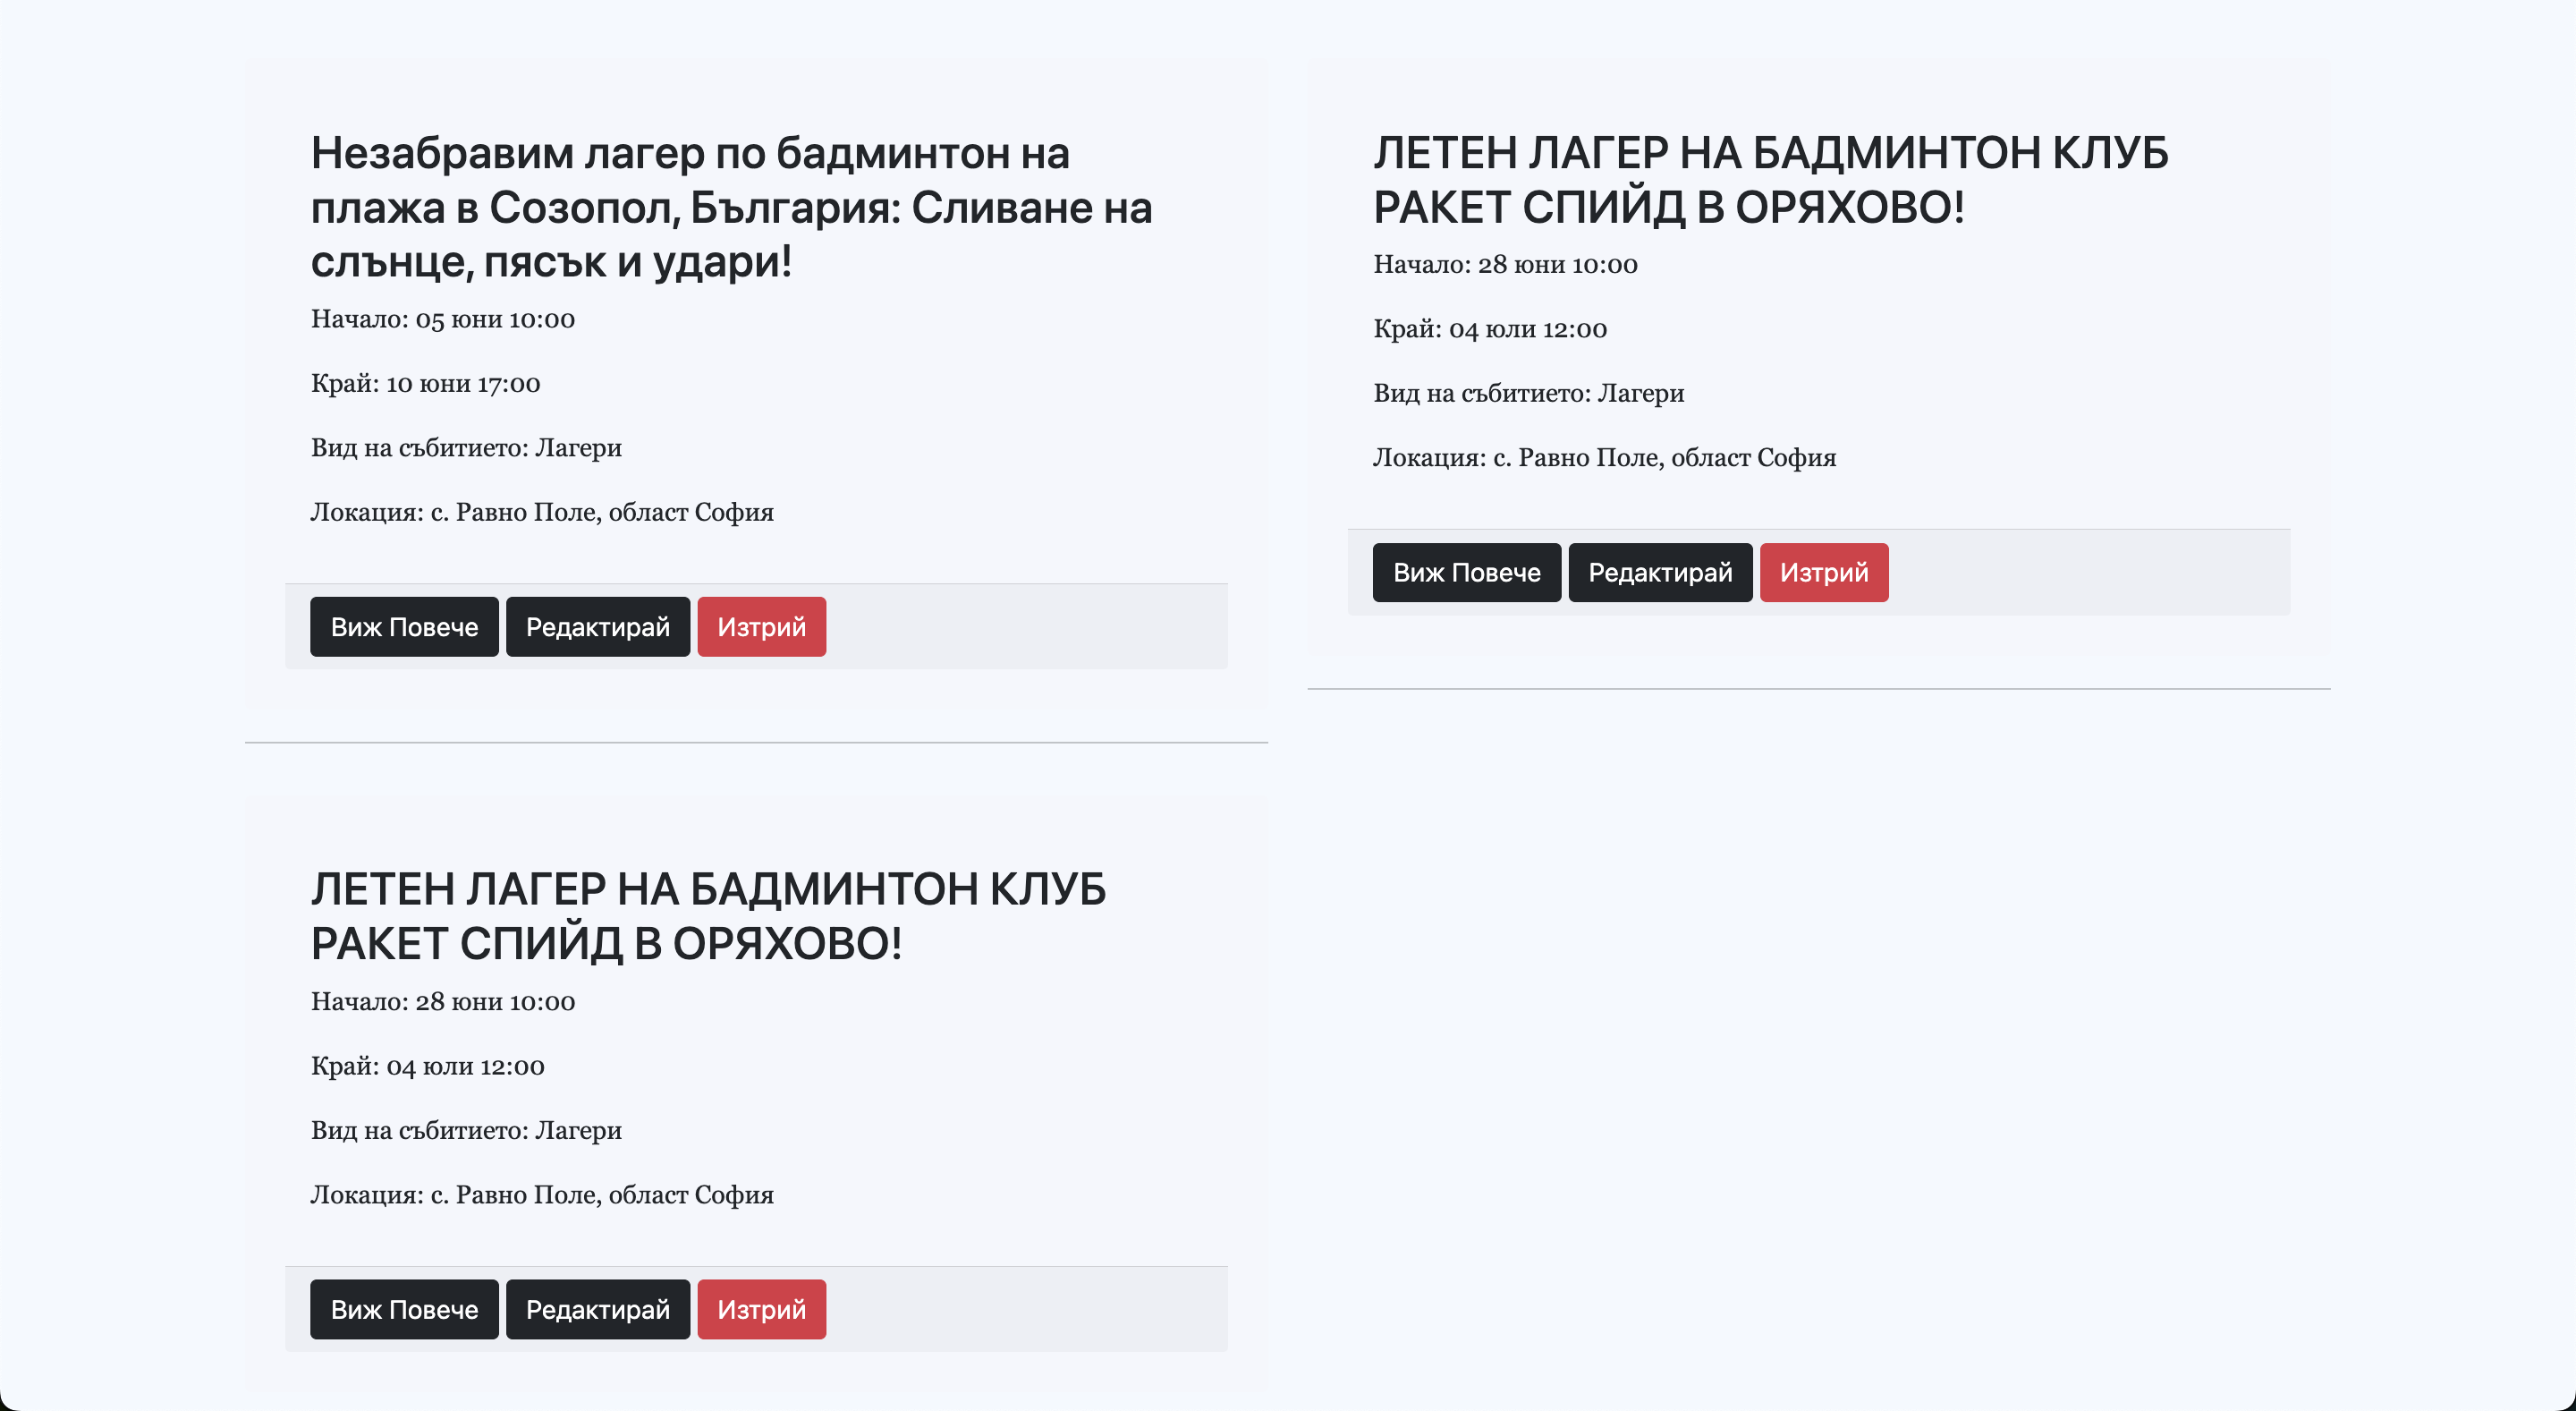 Незабравим лагер по бадминтон на
плажа в Созопол, България: Сливане на
слънце, пясък и удари!
Начало: 05 юни 10:00
Край: 10 юни 17:00
Вид на събитието: Лагери
Локация: с. Равно Поле, област София
Виж Повече Редактирай Изтрий
ЛЕТЕН ЛАГЕР НА БАДМИНТОН КЛУБ
РАКЕТ СПИЙД В ОРЯХОВО!
Начало: 28 юни 10:00
Край: 04 юли 12:00
Вид на събитието: Лагери
Локация: с. Равно Поле, област София
Виж Повече Редактирай Изтрий
ЛЕТЕН ЛАГЕР НА БАДМИНТОН КЛУБ
РАКЕТ СПИЙД В ОРЯХОВО!
Начало: 28 юни 10:00
Край: 04 юли 12:00
Вид на събитието: Лагери
Локация: с. Равно Поле, област София
Виж Повече Редактирай Изтрий